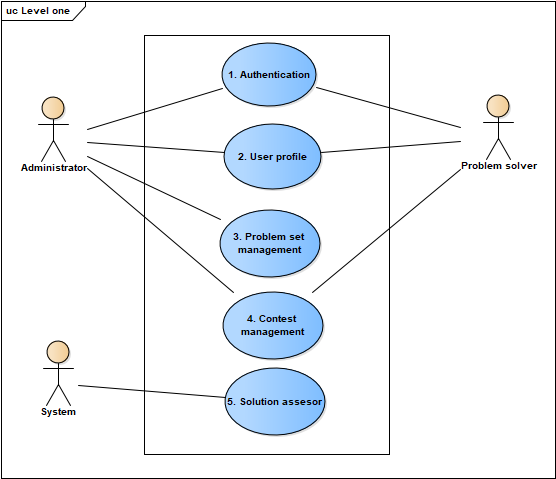 uc Level one
1. Authentication
2. User profile
Administrator
Problem solver
3. Problem set
management
4. Contest
management
5. Solution assesor
System